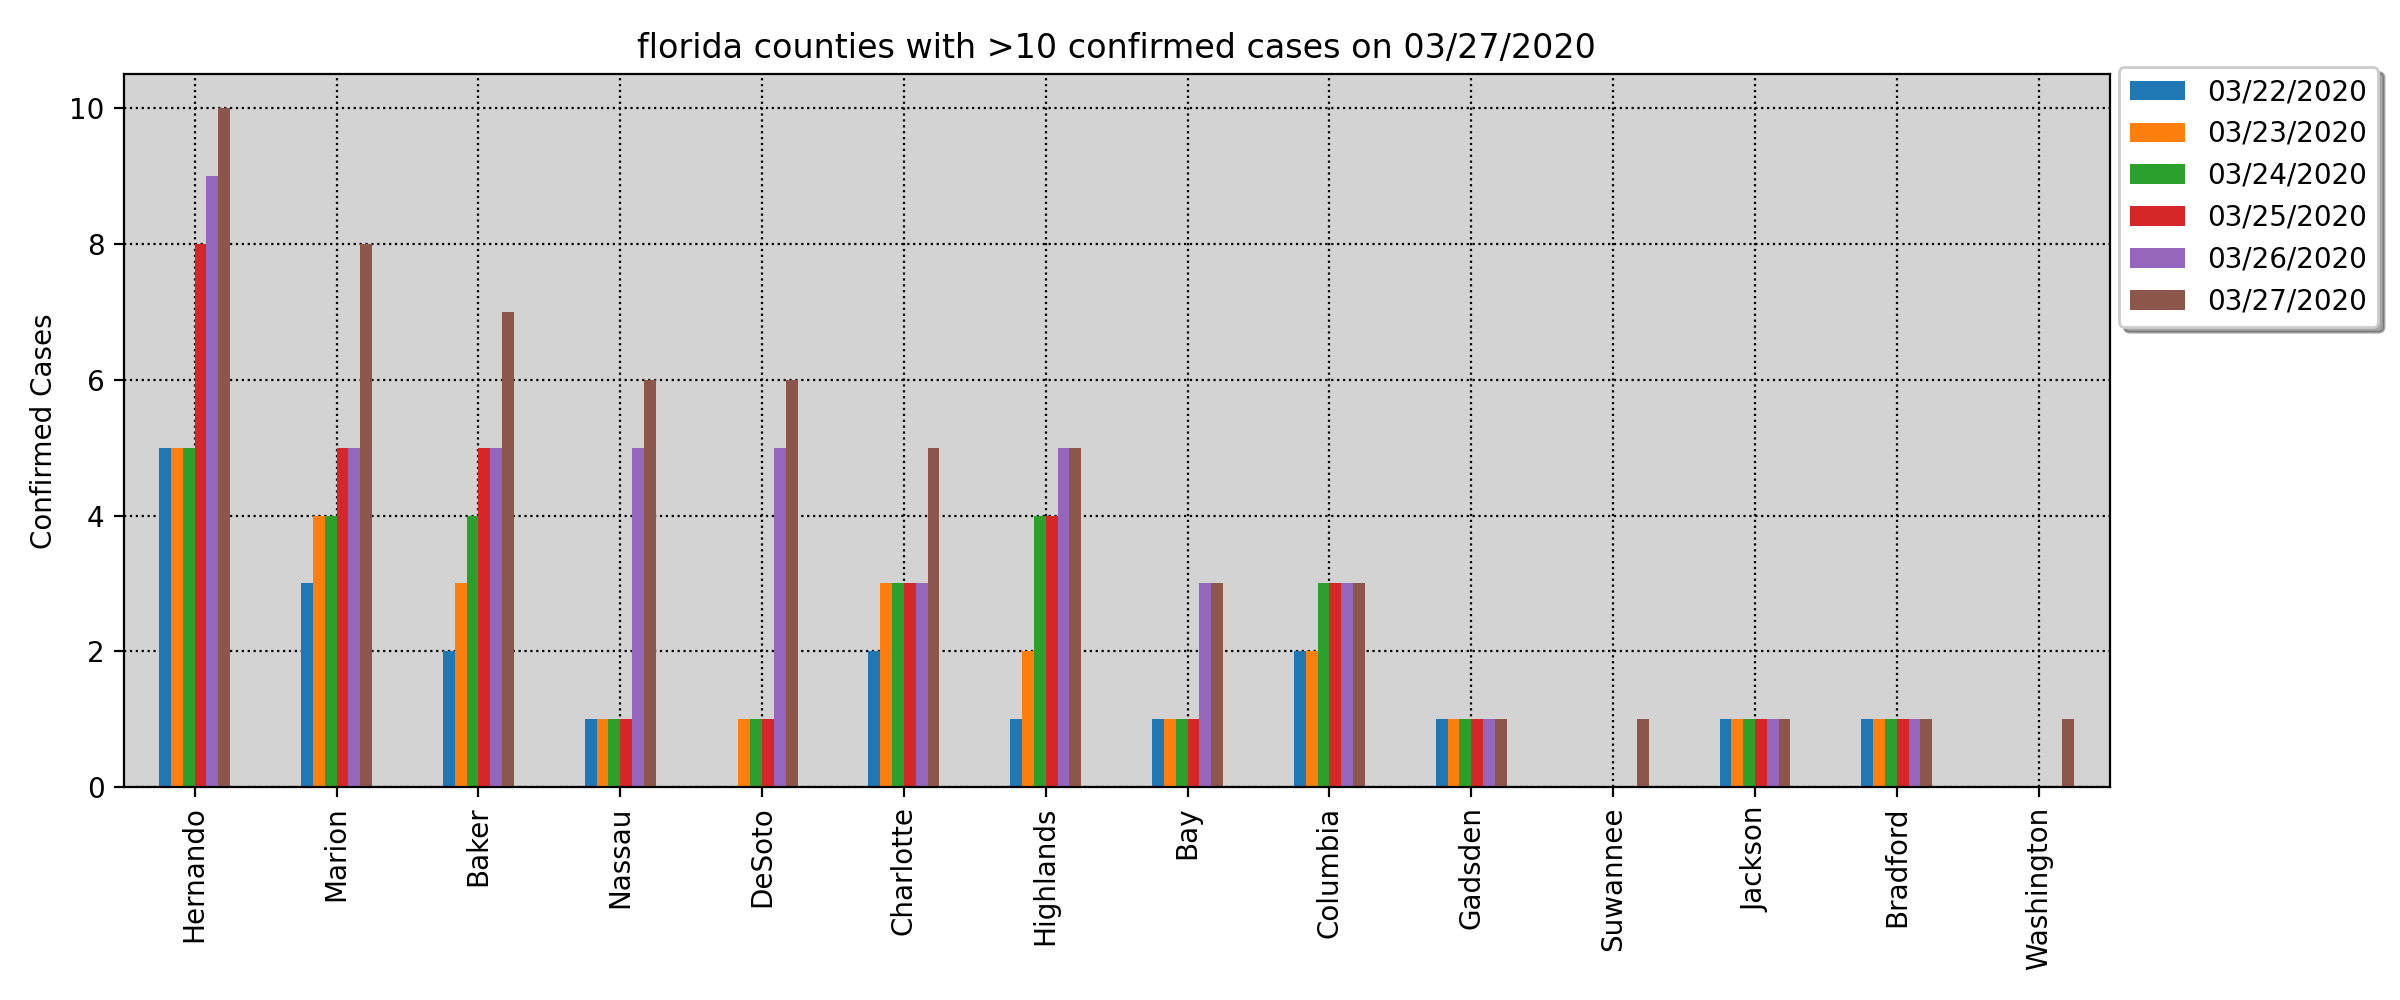 florida counties with >10 confirmed cases on 03/27/2020
03/22/2020
03/23/2020
03/24/2020
03/25/2020
03/26/2020
03/27/2020
Confirmed Cases
10
8
6
4
2
0
Hernando
Marion
Baker
Nassau
DeSoto
Charlotte
Highlands
Bay
Columbia
Gadsden
Suwannee
Jackson
Bradford
Washington